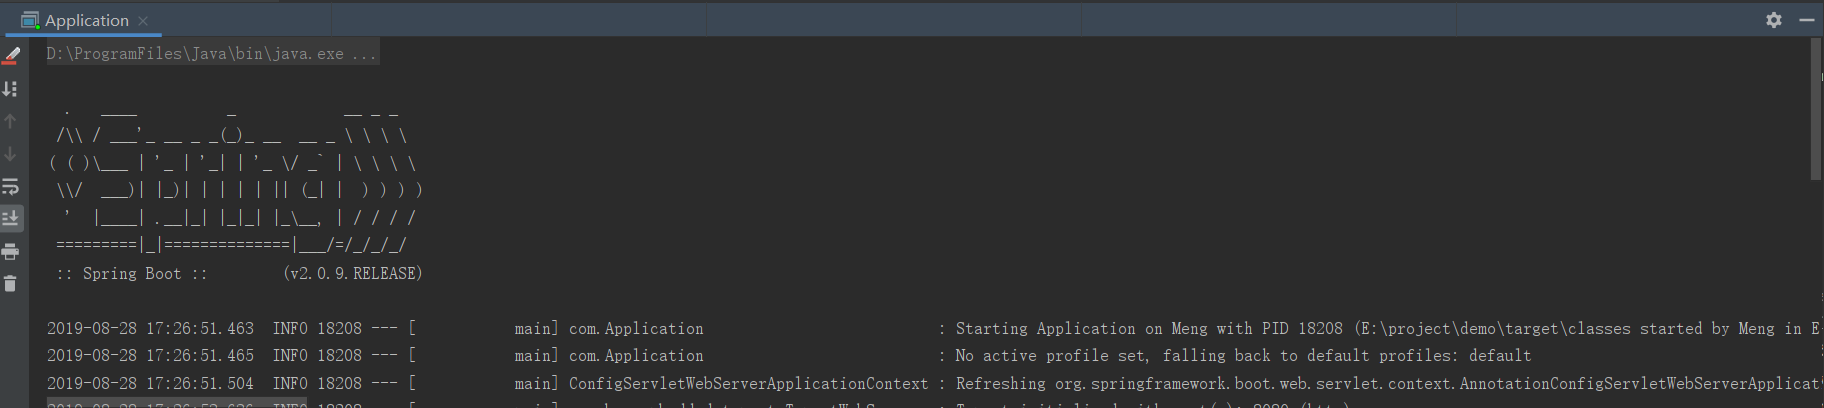 Application
D:\ProgramFiles\Java\bin\java.exe ...
  .   ____          _            __ _ _
 /\\ / ___'_ __ _ _(_)_ __  __ _ \ \ \ \
( ( )\___ | '_ | '_| | '_ \/ _` | \ \ \ \
 \\/  ___)| |_)| | | | | || (_| |  ) ) ) )
  '  |____| .__|_| |_|_| |_\__, | / / / /
 =========|_|==============|___/=/_/_/_/
 :: Spring Boot ::        (v2.0.9.RELEASE)
2019-08-28 17:26:51.463  INFO 18208 --- [           main] com.Application                          : Starting Application on Meng with PID 18208 (E:\project\demo\target\classes started by Meng in E
2019-08-28 17:26:51.465  INFO 18208 --- [           main] com.Application                          : No active profile set, falling back to default profiles: default
2019-08-28 17:26:51.504  INFO 18208 --- [           main] ConfigServletWebServerApplicationContext : Refreshing org.springframework.boot.web.servlet.context.AnnotationConfigServletWebServerApplicat